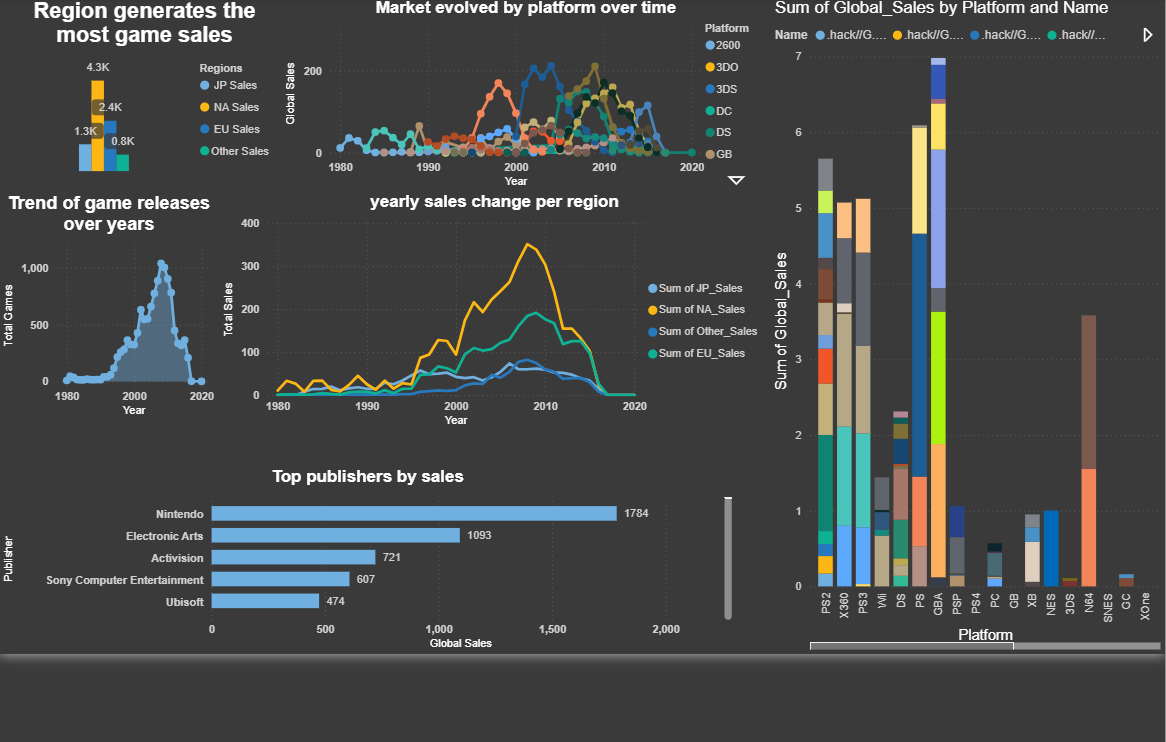 Region generates the
most game sales
4.3K
2.4K
1.3K
0.8K
Regions
JP Sales
NA Sales
EU Sales
Other Sales
Market evolved by platform over time
Global Sales
200
0
1980
1990
2000
2010
2020
Year
Platform
2600
3DO
3DS
DC
DS
GB
Trend of game releases
over years
Total Games
1,000
500
0
1980
2000
2020
Year
yearly sales change per region
Total Sales
400
300
200
100
0
1980
1990
2000
2010
2020
Year
Sum of JP_Sales
Sum of NA_Sales
Sum of Other_Sales
Sum of EU_Sales
Top publishers by sales
Publisher
Nintendo
1784
Electronic Arts
1093
Activision
721
Sony Computer Entertainment
607
Ubisoft
474
0
500
1,000
1,500
2,000
Global Sales
Sum of Global_Sales by Platform and Name
Name
.hack//G....
.hack//G....
.hack//G....
.hack//...
Sum of Global_Sales
7
6
5
4
3
2
1
0
PS2
X360
PS3
Wii
DS
PS
GBA
PSP
PS4
PC
GB
XB
NES
3DS
N64
SNES
GC
XOne
Platform